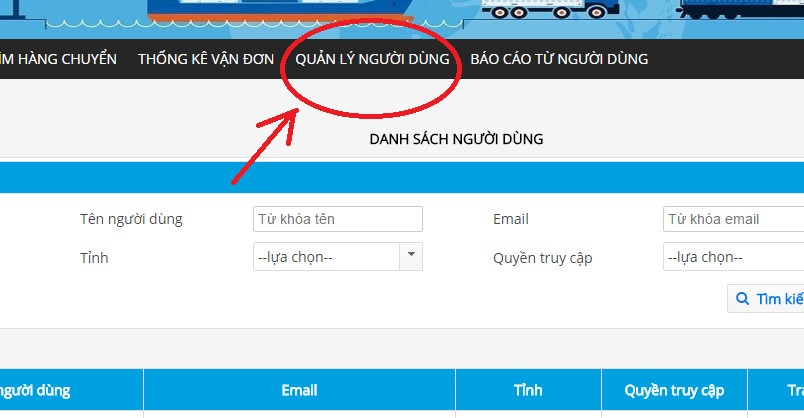 ÌM HÀNG CHUYỂN THỐNG KÊ VẬN ĐƠN QUẢN LÝ NGƯỜI DÙNG BÁO CÁO TỪ NGƯỜI DÙNG
DANH SÁCH NGƯỜI DÙNG
Tên người dùng Từ khóa tên Email Từ khóa email
Tỉnh --lựa chọn-- Quyền truy cập --lựa chọn--
Tìm kiế
người dùng Email Tỉnh Quyền truy cập Tra